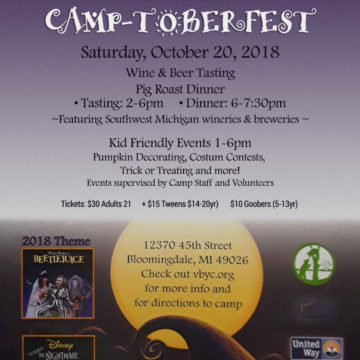 CAMP-TOBERFEST
Saturday, October 20, 2018
Wine & Beer Tasting
Pig Roast Dinner
• Tasting: 2-6pm • Dinner: 6-7:30pm
~Featuring Southwest Michigan wineries & breweries ~
Kid Friendly Events 1-6pm
Pumpkin Decorating, Costum Contests,
Trick or Treating and more!
Events supervised by Camp Staff and Volunteers
Tickets: $30 Adults 21 + $15 Tweens $14-20yr) $10 Goobers (5-13yr)
2018 Theme
BEETLEJUICE
12370 45th Street
Bloomingdale, MI 49026
Check out vbyc.org
for more info and
for directions to camp
DISNEY
THE NIGHTMARE
United
Way